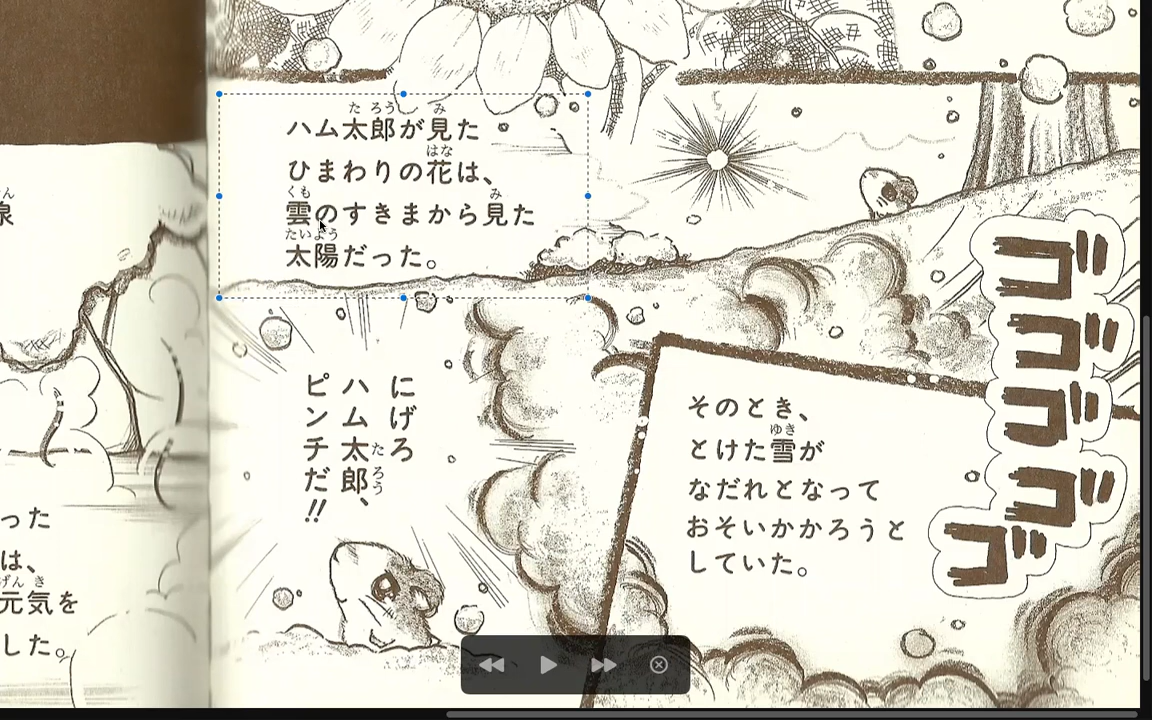 ハム太郎が見た
ひまわりの花は、
雲のすきまから見た
太陽だった。
にげろ
ハム太郎、
ピンチだ!!
ゴゴゴゴゴ
そのとき、
とけた雪が
なだれとなって
おそいかかろうと
していた。
った
は、
元気を
した。